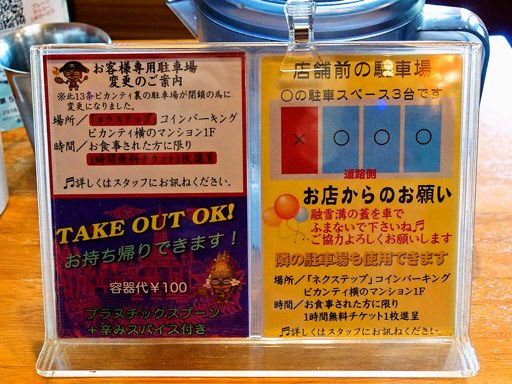 お客様専用駐車場
変更のご案内
※北13条ピカンティ裏の駐車場が閉鎖の為に
変更になりました。
場所／「ネクステップ」コインパーキング
ピカンティ横のマンション1F
時間／お食事された方に限り
1時間無料チケット1枚進呈
♬詳しくはスタッフにお訊ねください。
TAKE OUT OK!
お持ち帰りできます！
容器代￥100
プラスチックスプーン
＋辛みスパイス付き
店舗前の駐車場
〇の駐車スペース3台です
× 〇 〇 〇
道路側
お店からのお願い
融雪溝の蓋を車で
ふまないで下さいね♬
…ご協力よろしくお願いします
隣の駐車場も使用できます
場所／「ネクステップ」コインパーキング
ピカンティ横のマンション1F
時間／お食事された方に限り
1時間無料チケット1枚進呈
♬詳しくはスタッフにお訊ねください。